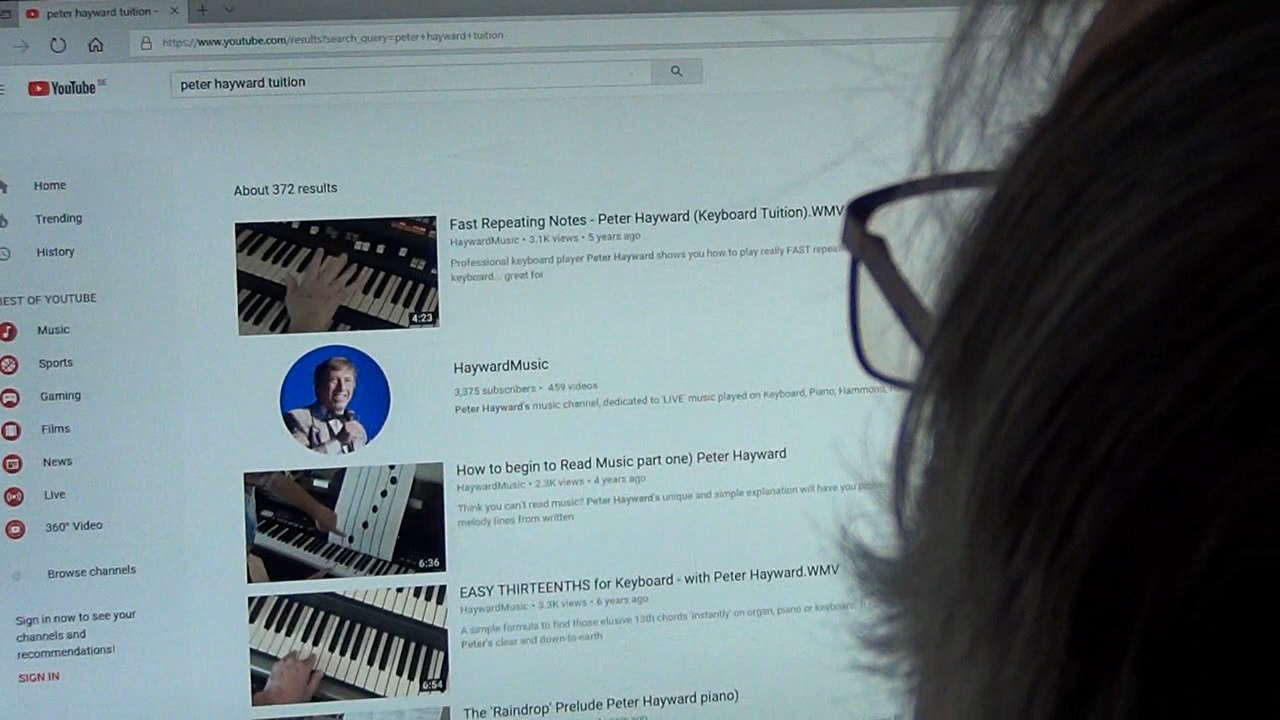 peter hayward tuition -
https://www.youtube.com/results?search_query=peter+hayward+tuition
YouTube SE
peter hayward tuition
Home
Trending
History
BEST OF YOUTUBE
Music
Sports
Gaming
Films
News
Live
360° Video
Browse channels
Sign in now to see your
channels and
recommendations!
SIGN IN
About 372 results
Fast Repeating Notes - Peter Hayward (Keyboard Tuition).WMV
HaywardMusic • 3.1K views • 5 years ago
Professional keyboard player Peter Hayward shows you how to play really FAST
keyboard... great for
4:23
HaywardMusic
3,375 subscribers • 459 videos
Peter Hayward's music channel, dedicated to 'LIVE' music played on Keyboard, Piano, Hammond,
How to begin to Read Music part one) Peter Hayward
HaywardMusic • 2.3K views • 4 years ago
Think you can't read music? Peter Hayward's unique and simple explanation will have you
melody lines from written
6:36
EASY THIRTEENTHS for Keyboard - with Peter Hayward.WMV
HaywardMusic • 3.3K views • 6 years ago
A simple formula to find those elusive 13th chords 'instantly' on organ, piano or keyboard.
Peter's clear and down-to-earth
6:54
The 'Raindrop' Prelude Peter Hayward piano)